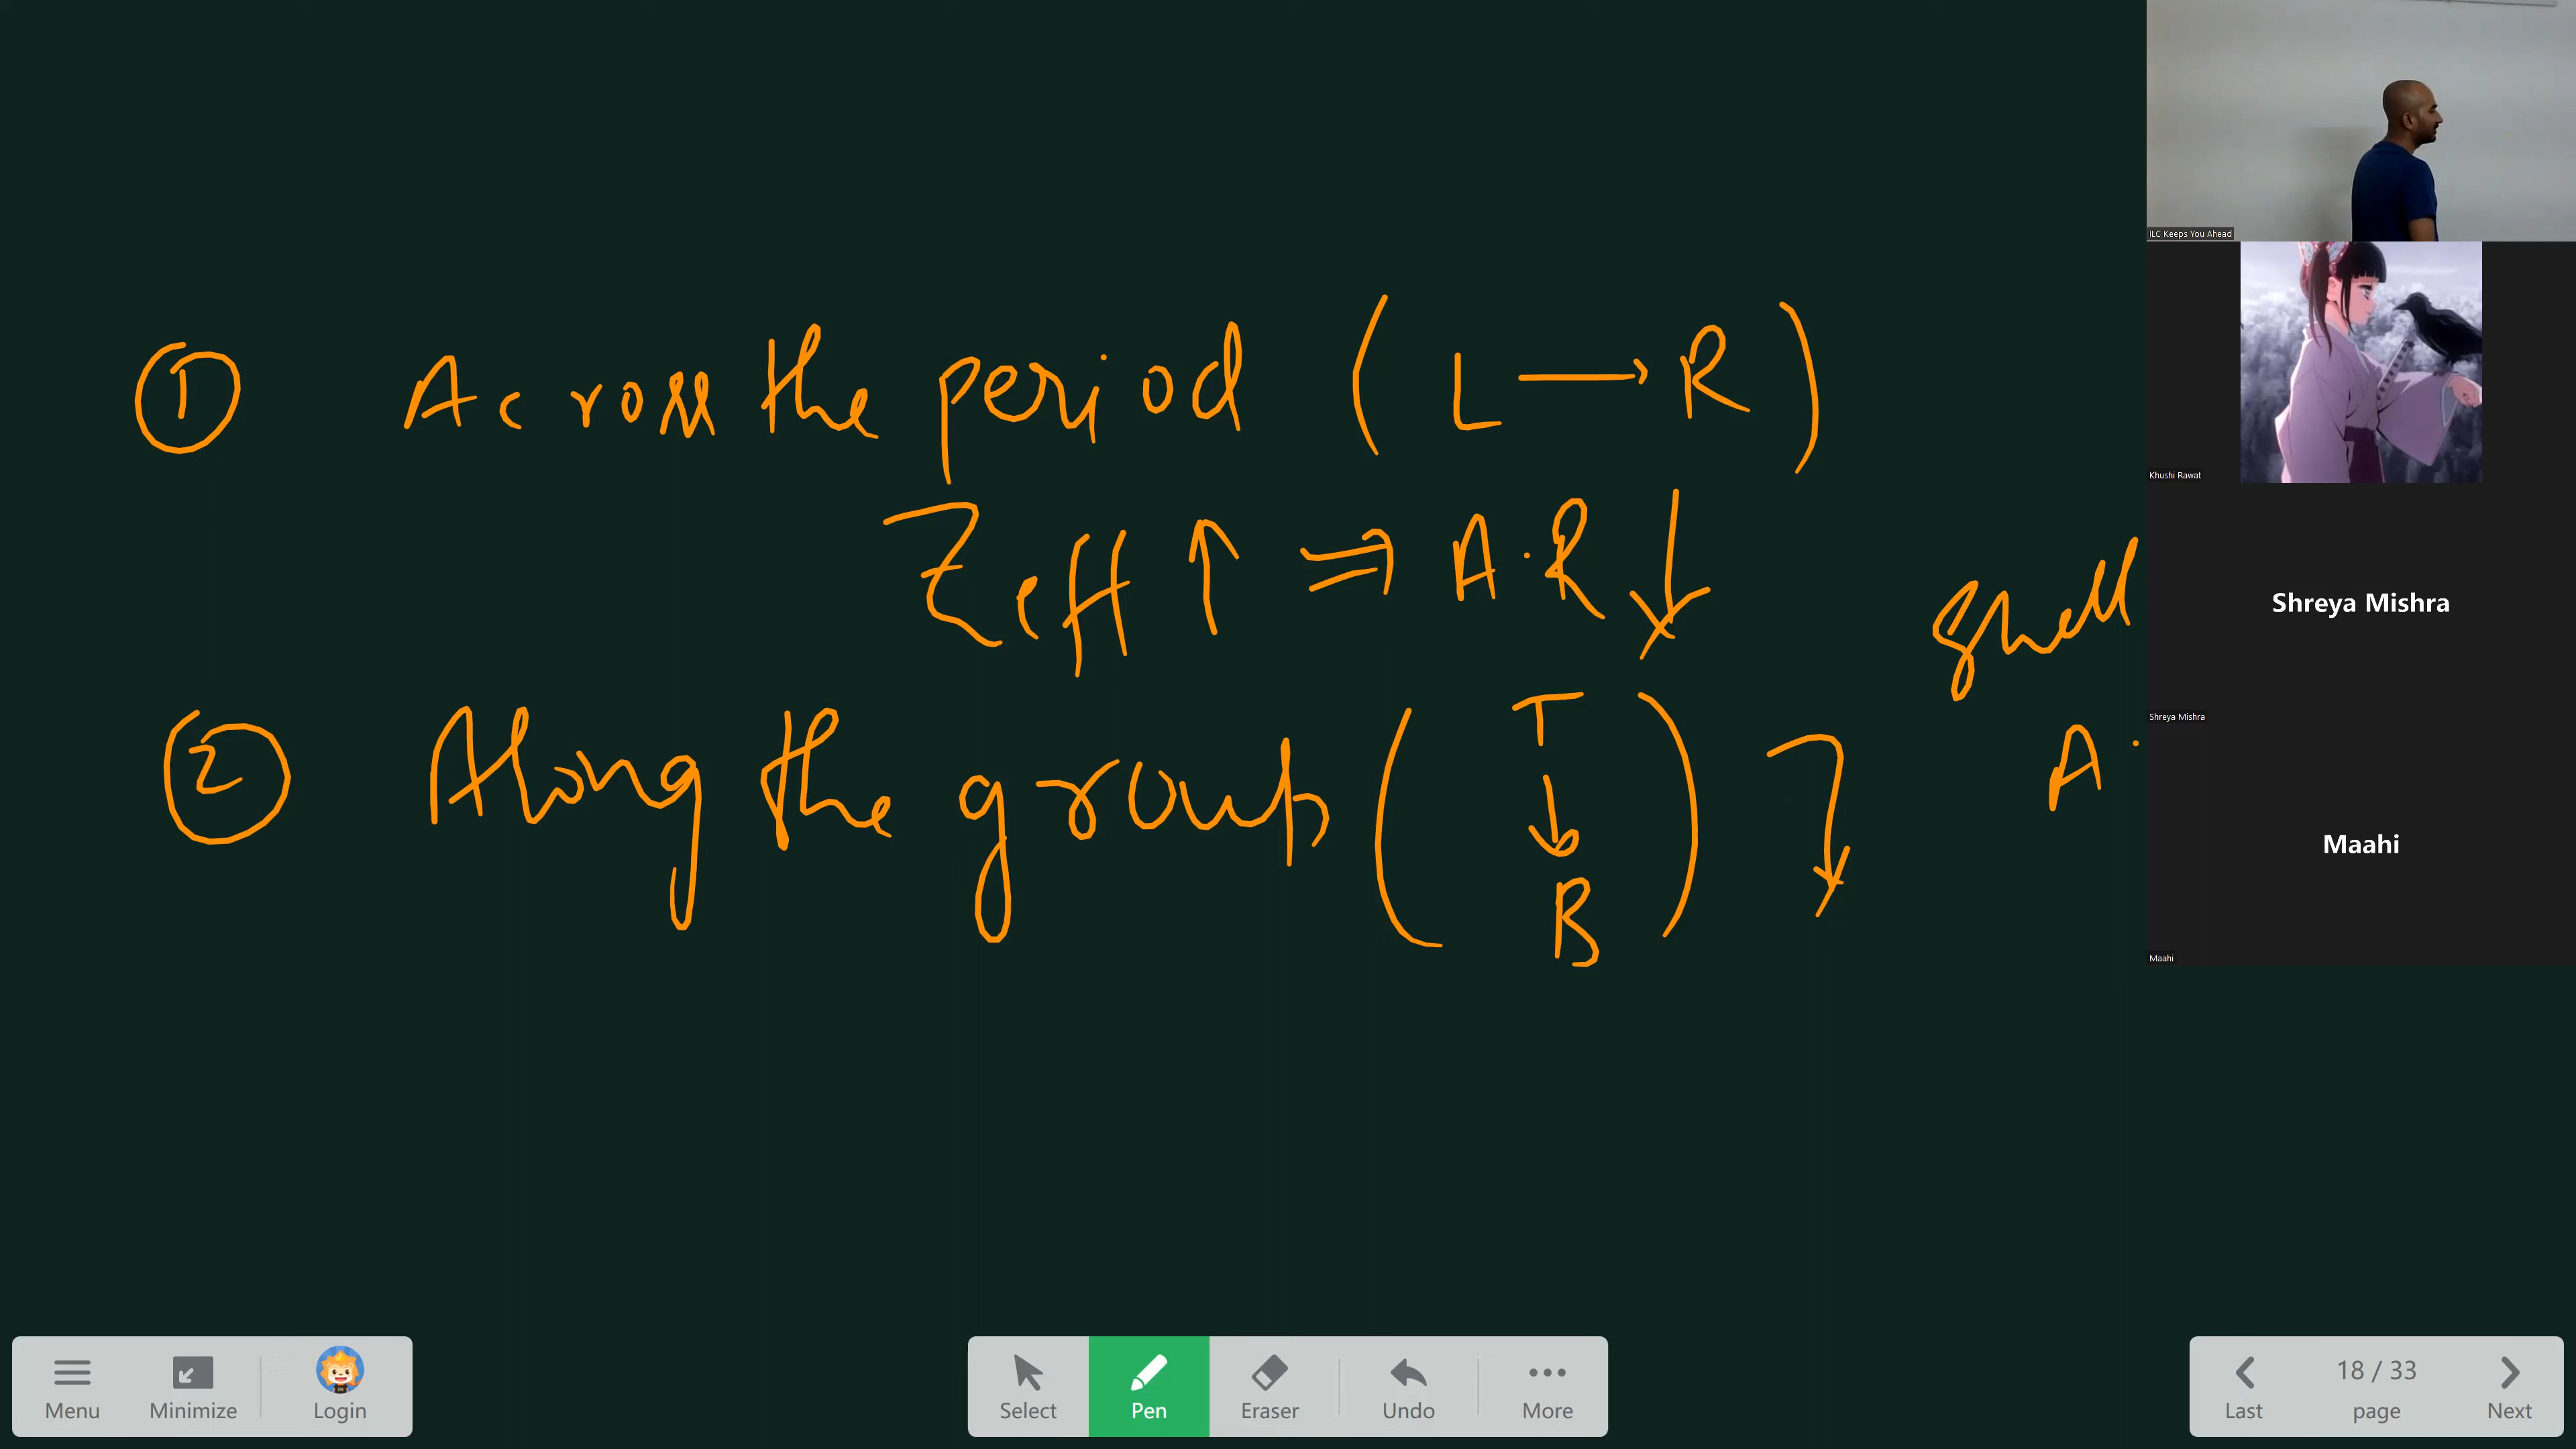 ILC Keeps You Ahead
① Across the period ( L → R )
Khushi Rawat
Zeff ↑ ⇒ A.R ↓
Shell
Shreya Mishra
Shreya Mishra
② Along the group ( T ↓ B )
A.
Maahi
Maahi
Menu
Minimize
Login
Select
Pen
Eraser
Undo
More
Last
18 / 33
page
Next